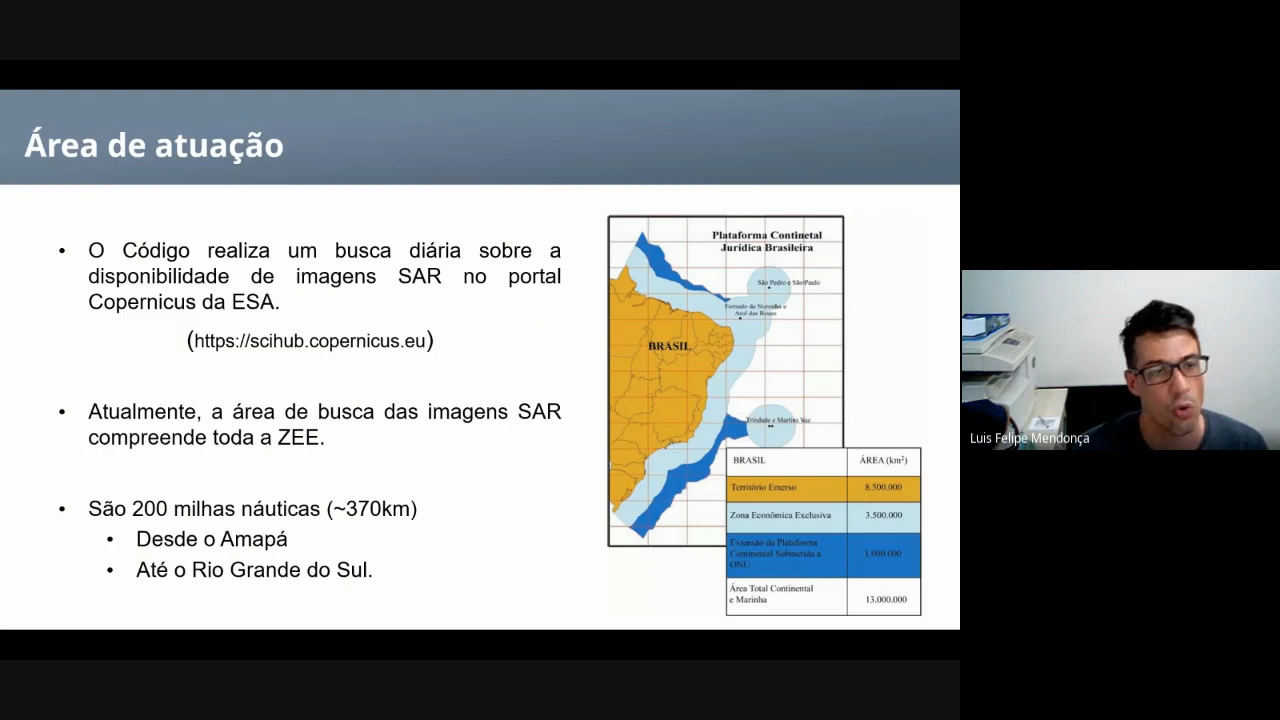 Área de atuação
• O Código realiza um busca diária sobre a
disponibilidade de imagens SAR no portal
Copernicus da ESA.
(https://scihub.copernicus.eu)
• Atualmente, a área de busca das imagens SAR
compreende toda a ZEE.
• São 200 milhas náuticas (~370km)
• Desde o Amapá
• Até o Rio Grande do Sul.
Plataforma Continetal
Jurídica Brasileira
São Pedro e São Paulo
Fernado de Noronha e
Atol das Rocas
BRASIL
Trindade e Martins Vaz
BRASIL ÁREA (km²)
Território Emerso 8.500.000
Zona Econômica Exclusiva 3.500.000
Extensão da Plataforma
Continental Submetida a
ONU
1.000.000
Área Total Continental
e Marinha
13.000.000
Luis Felipe Mendonça